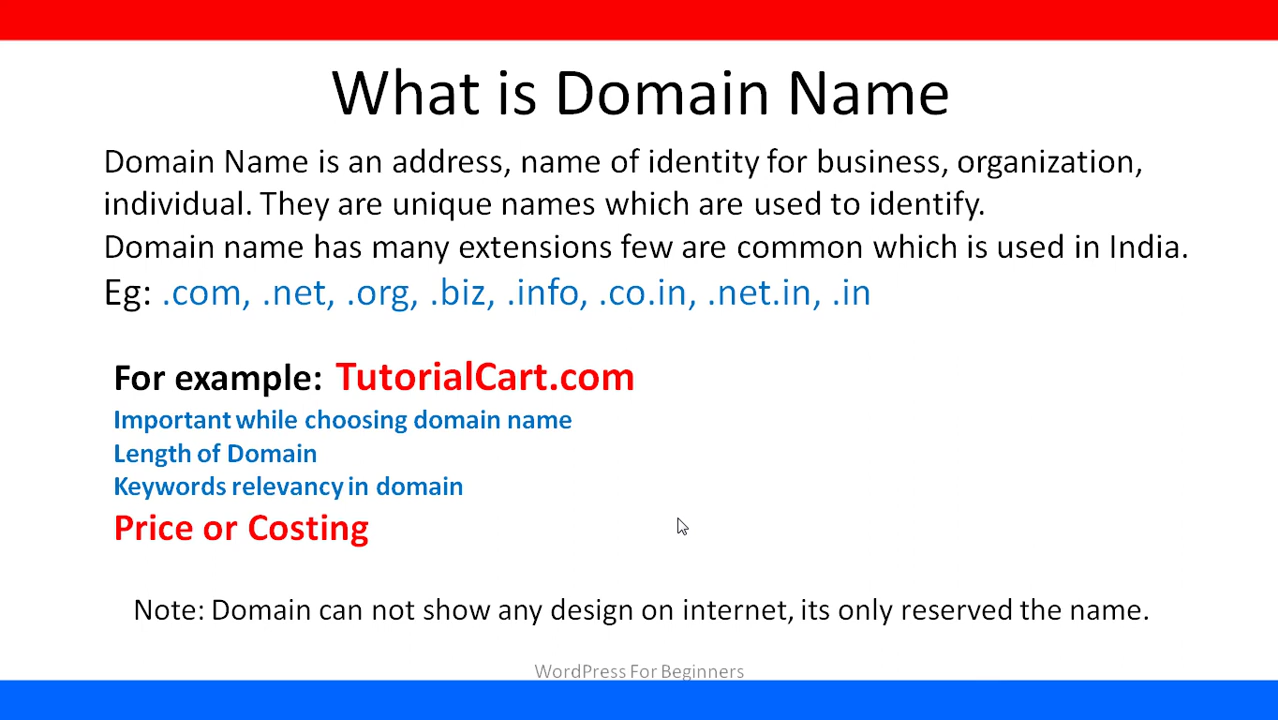 What is Domain Name
Domain Name is an address, name of identity for business, organization,
individual. They are unique names which are used to identify.
Domain name has many extensions few are common which is used in India.
Eg: .com, .net, .org, .biz, .info, .co.in, .net.in, .in
For example: TutorialCart.com
Important while choosing domain name
Length of Domain
Keywords relevancy in domain
Price or Costing
Note: Domain can not show any design on internet, its only reserved the name.
WordPress For Beginners